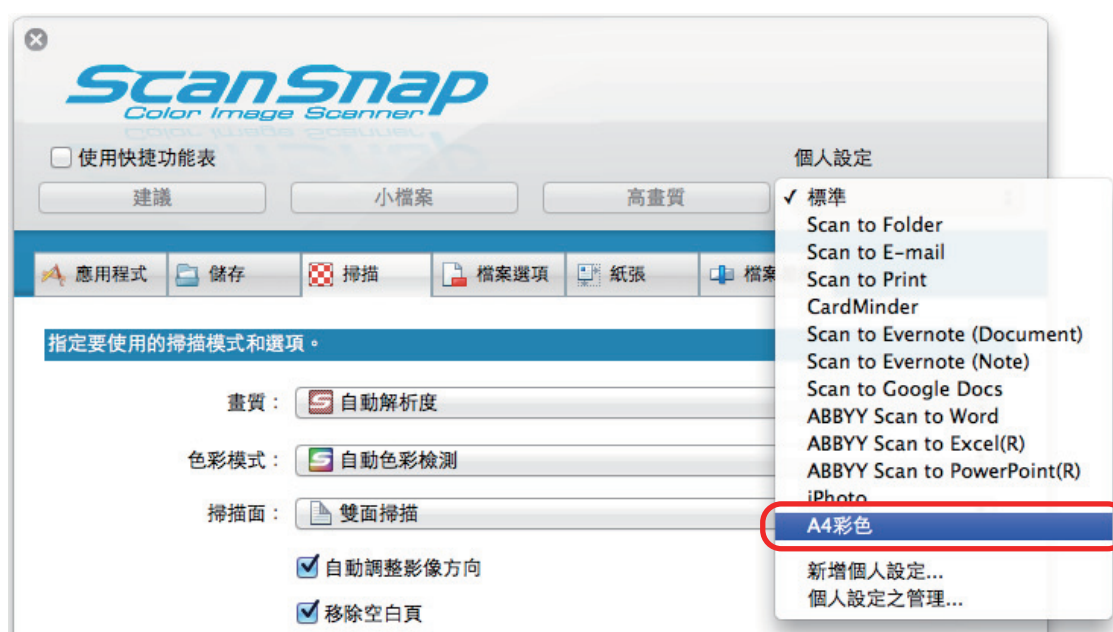 ScanSnap
Color Image Scanner
使用快捷功能表
個人設定
建議
小檔案
高畫質
✓ 標準
Scan to Folder
Scan to E-mail
Scan to Print
CardMinder
Scan to Evernote (Document)
Scan to Evernote (Note)
Scan to Google Docs
ABBYY Scan to Word
ABBYY Scan to Excel(R)
ABBYY Scan to PowerPoint(R)
iPhoto
A4彩色
新增個人設定...
個人設定之管理...
應用程式
儲存
掃描
檔案選項
紙張
檔案
指定要使用的掃描模式和選項。
畫質：
自動解析度
色彩模式：
自動色彩檢測
掃描面：
雙面掃描
自動調整影像方向
移除空白頁